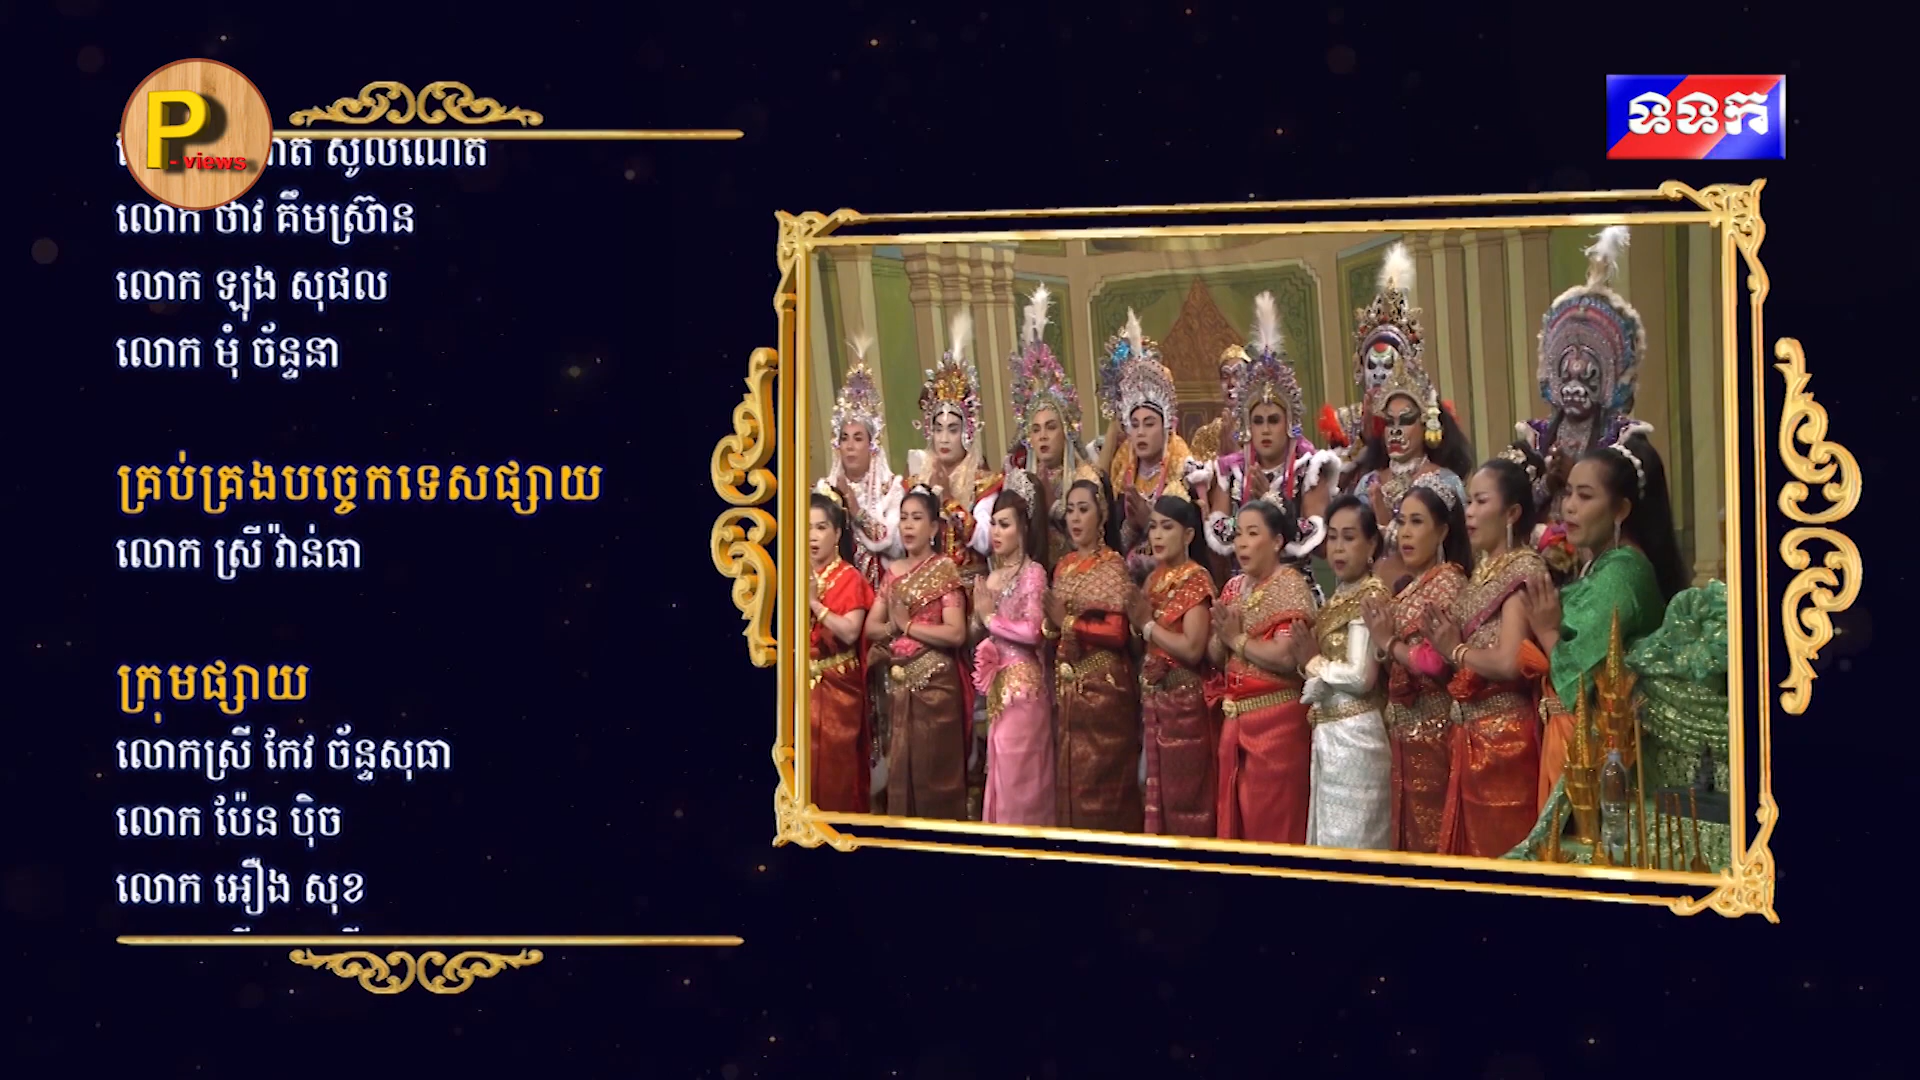 P - views
ទទក
សូលណេត
លោក ថាវ គឹមស្រ៊ាន
លោក ឡុង សុផល
លោក មុំ ច័ន្ទនា
គ្រប់គ្រងបច្ចេកទេសផ្សាយ
លោក ស្រី វ៉ាន់ធា
ក្រុមផ្សាយ
លោកស្រី កែវ ច័ន្ទសុធា
លោក ប៉ែន ប៉ិច
លោក អឿង សុខ